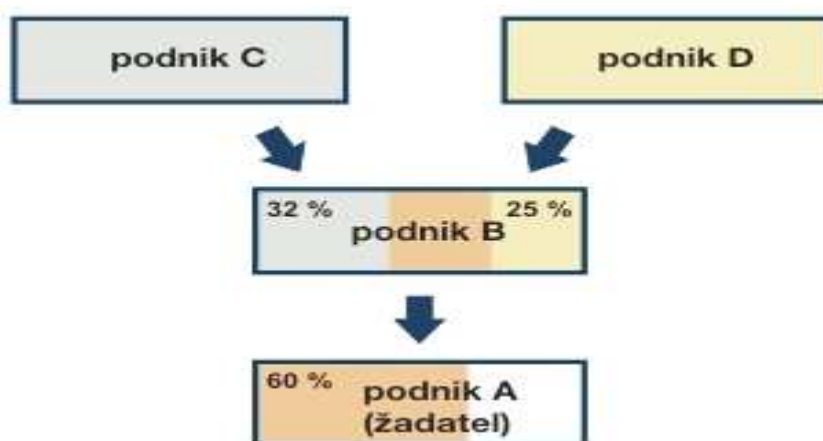 podnik C
podnik D
32 %
25 %
podnik B
60 %
podnik A
(žadatel)